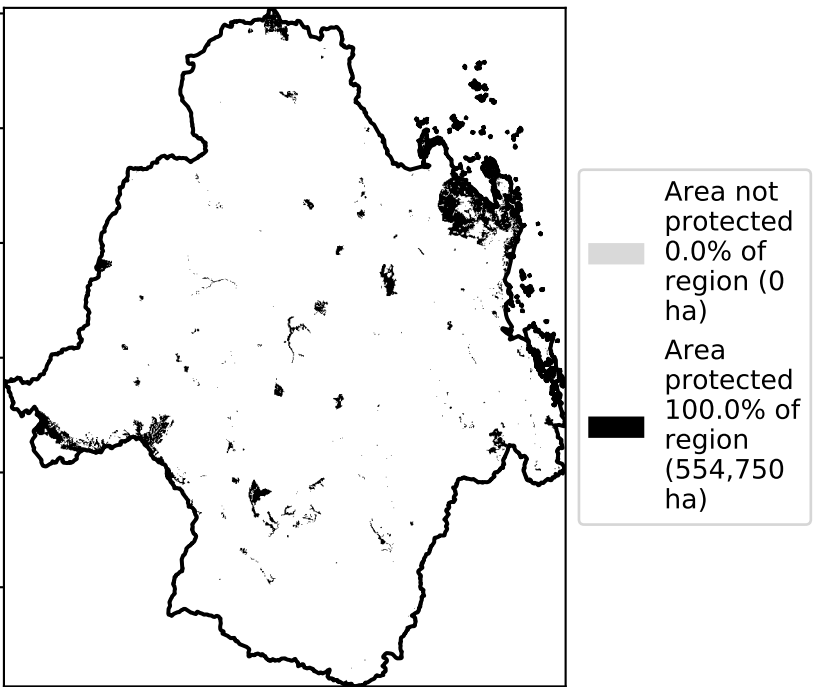 Area not
protected
0.0% of
region (0
ha)
Area
protected
100.0% of
region
(554,750
ha)